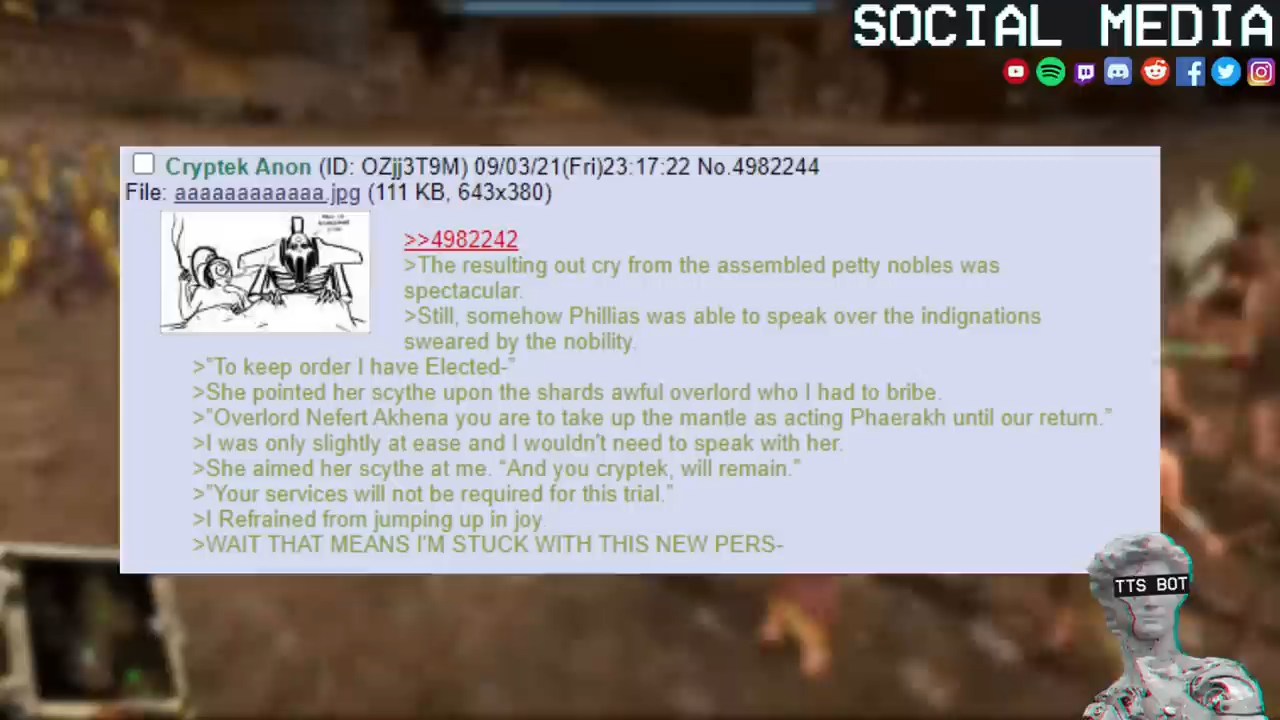 SOCIAL MEDIA
Cryptek Anon (ID: OZjj3T9M) 09/03/21(Fri)23:17:22 No.4982244
File: aaaaaaaaaaaa.jpg (111 KB, 643x380)
>>4982242
>The resulting out cry from the assembled petty nobles was
spectacular.
>Still, somehow Phillias was able to speak over the indignations
sweared by the nobility.
>"To keep order I have Elected-"
>She pointed her scythe upon the shards awful overlord who I had to bribe.
>"Overlord Nefert Akhena you are to take up the mantle as acting Phaerakh until our return."
>I was only slightly at ease and I wouldn't need to speak with her.
>She aimed her scythe at me. “And you cryptek, will remain.”
>"Your services will not be required for this trial."
>I Refrained from jumping up in joy
>WAIT THAT MEANS I'M STUCK WITH THIS NEW PERS-
TTS BOT